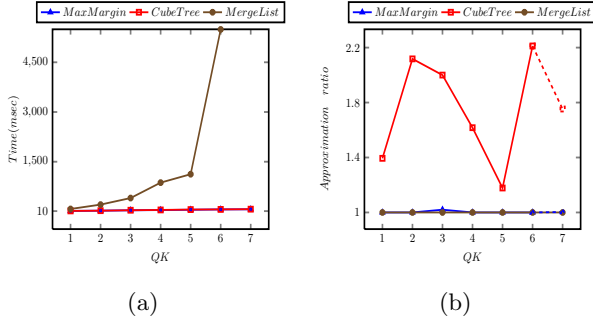 MaxMargin CubeTree MergeList
4,500
3,000
1,500
10
Time(msec)
1 2 3 4 5 6 7
QK
(a)
MaxMargin CubeTree MergeList
2.2
1.8
1.4
1
Approximation ratio
1 2 3 4 5 6 7
QK
(b)